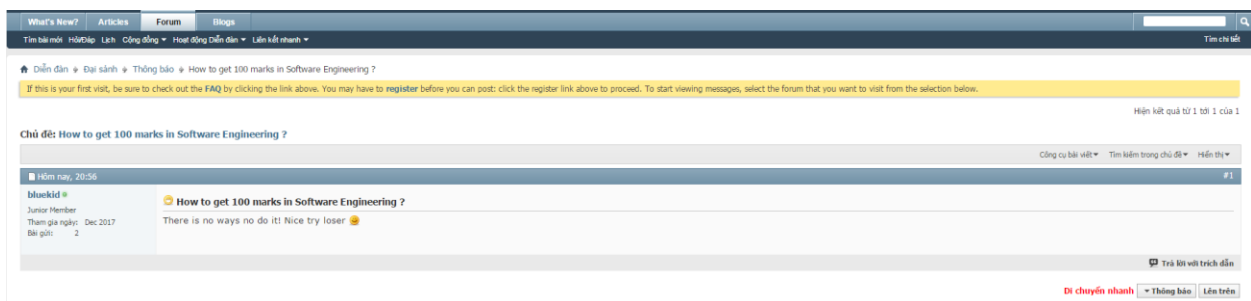 What's New? Articles Forum Blogs
Tìm bài mới Hỏi/Đáp Lịch Cộng đồng Hoạt động Diễn đàn Liên kết nhanh Tìm chi tiết
Diễn đàn Đại sảnh Thông báo How to get 100 marks in Software Engineering ?
If this is your first visit, be sure to check out the FAQ by clicking the link above. You may have to register before you can post: click the register link above to proceed. To start viewing messages, select the forum that you want to visit from the selection below.
Hiện kết quả từ 1 tới 1 của 1
Chủ đề: How to get 100 marks in Software Engineering ?
Công cụ bài viết Tìm kiếm trong chủ đề Hiển thị
Hôm nay, 20:56 #1
bluekid
Junior Member
Tham gia ngày: Dec 2017
Bài gửi: 2
How to get 100 marks in Software Engineering ?
There is no ways no do it! Nice try loser
Trả lời với trích dẫn
Di chuyển nhanh Thông báo Lên trên